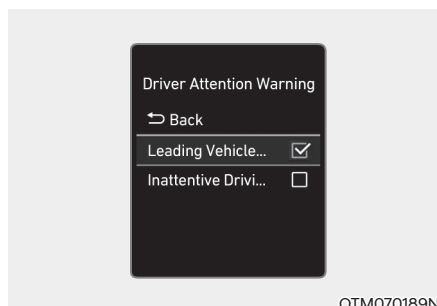 Driver Attention Warning
Back
Leading Vehicle...
Inattentive Drivi...
OTM070189N